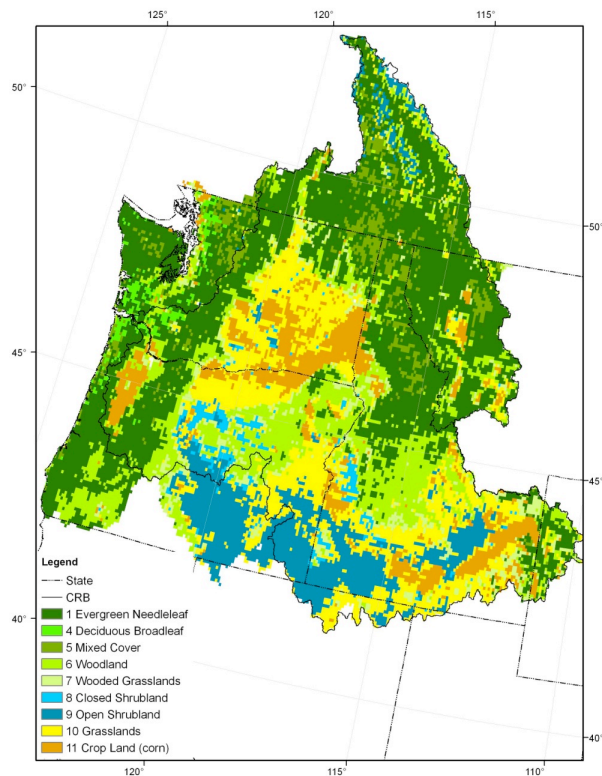 125°
120°
115°
50°
50°
45°
45°
40°
40°
120°
115°
110°
Legend
State
CRB
1 Evergreen Needleleaf
4 Deciduous Broadleaf
5 Mixed Cover
6 Woodland
7 Wooded Grasslands
8 Closed Shrubland
9 Open Shrubland
10 Grasslands
11 Crop Land (corn)